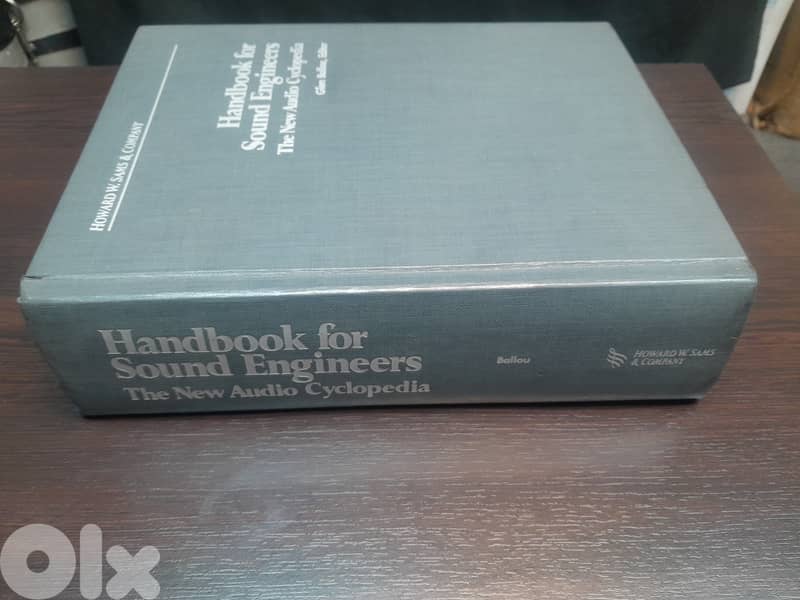 Handbook for
Sound Engineers
The New Audio Cyclopedia
Glen Ballou, Editor
HOWARD W. SAMS & COMPANY
Handbook for
Sound Engineers
The New Audio Cyclopedia
Ballou
HOWARD W. SAMS
& COMPANY
OLX